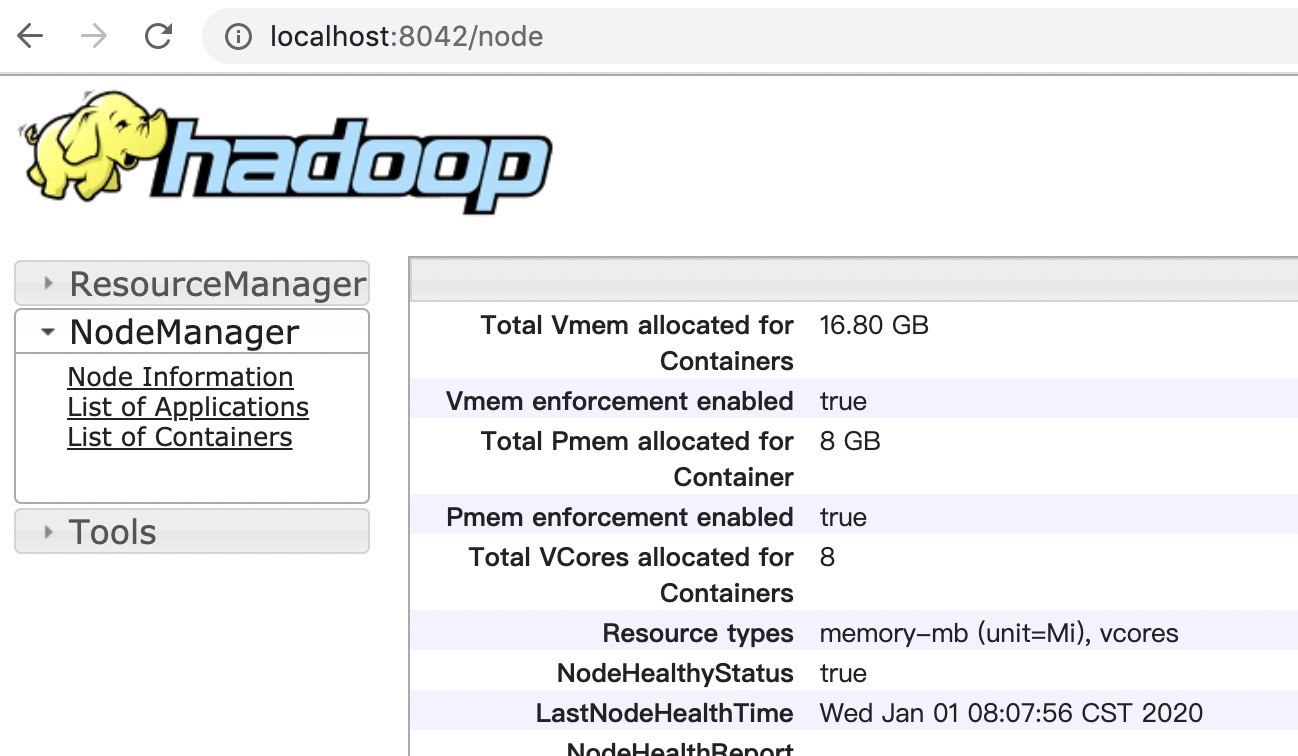 localhost:8042/node
hadoop
ResourceManager
NodeManager
Node Information
List of Applications
List of Containers
Tools
Total Vmem allocated for 16.80 GB
Containers
Vmem enforcement enabled true
Total Pmem allocated for 8 GB
Container
Pmem enforcement enabled true
Total VCores allocated for 8
Containers
Resource types memory-mb (unit=Mi), vcores
NodeHealthyStatus true
LastNodeHealthTime Wed Jan 01 08:07:56 CST 2020
NodeHealthReport